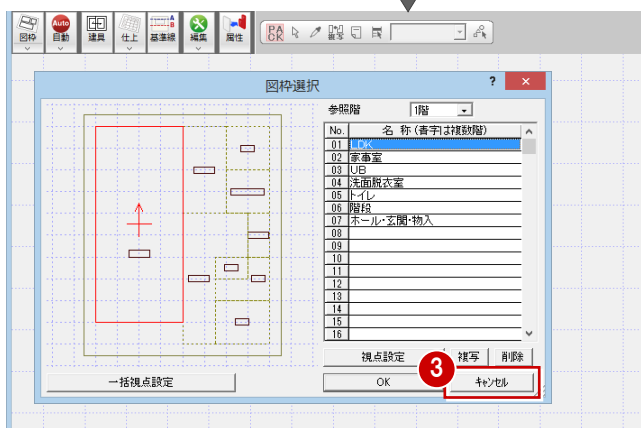 図枠
Auto
自動
建具
仕上
A
B
基準線
編集
属性
PA
CK
複写
図枠選択
?
×
参照階
1階
No.
名 称 (青字は複数階)
01 LDK
02 家事室
03 UB
04 洗面脱衣室
05 トイレ
06 階段
07 ホール・玄関・物入
08
09
10
11
12
13
14
15
16
視点設定
複写
削除
一括視点設定
OK
3
キャンセル